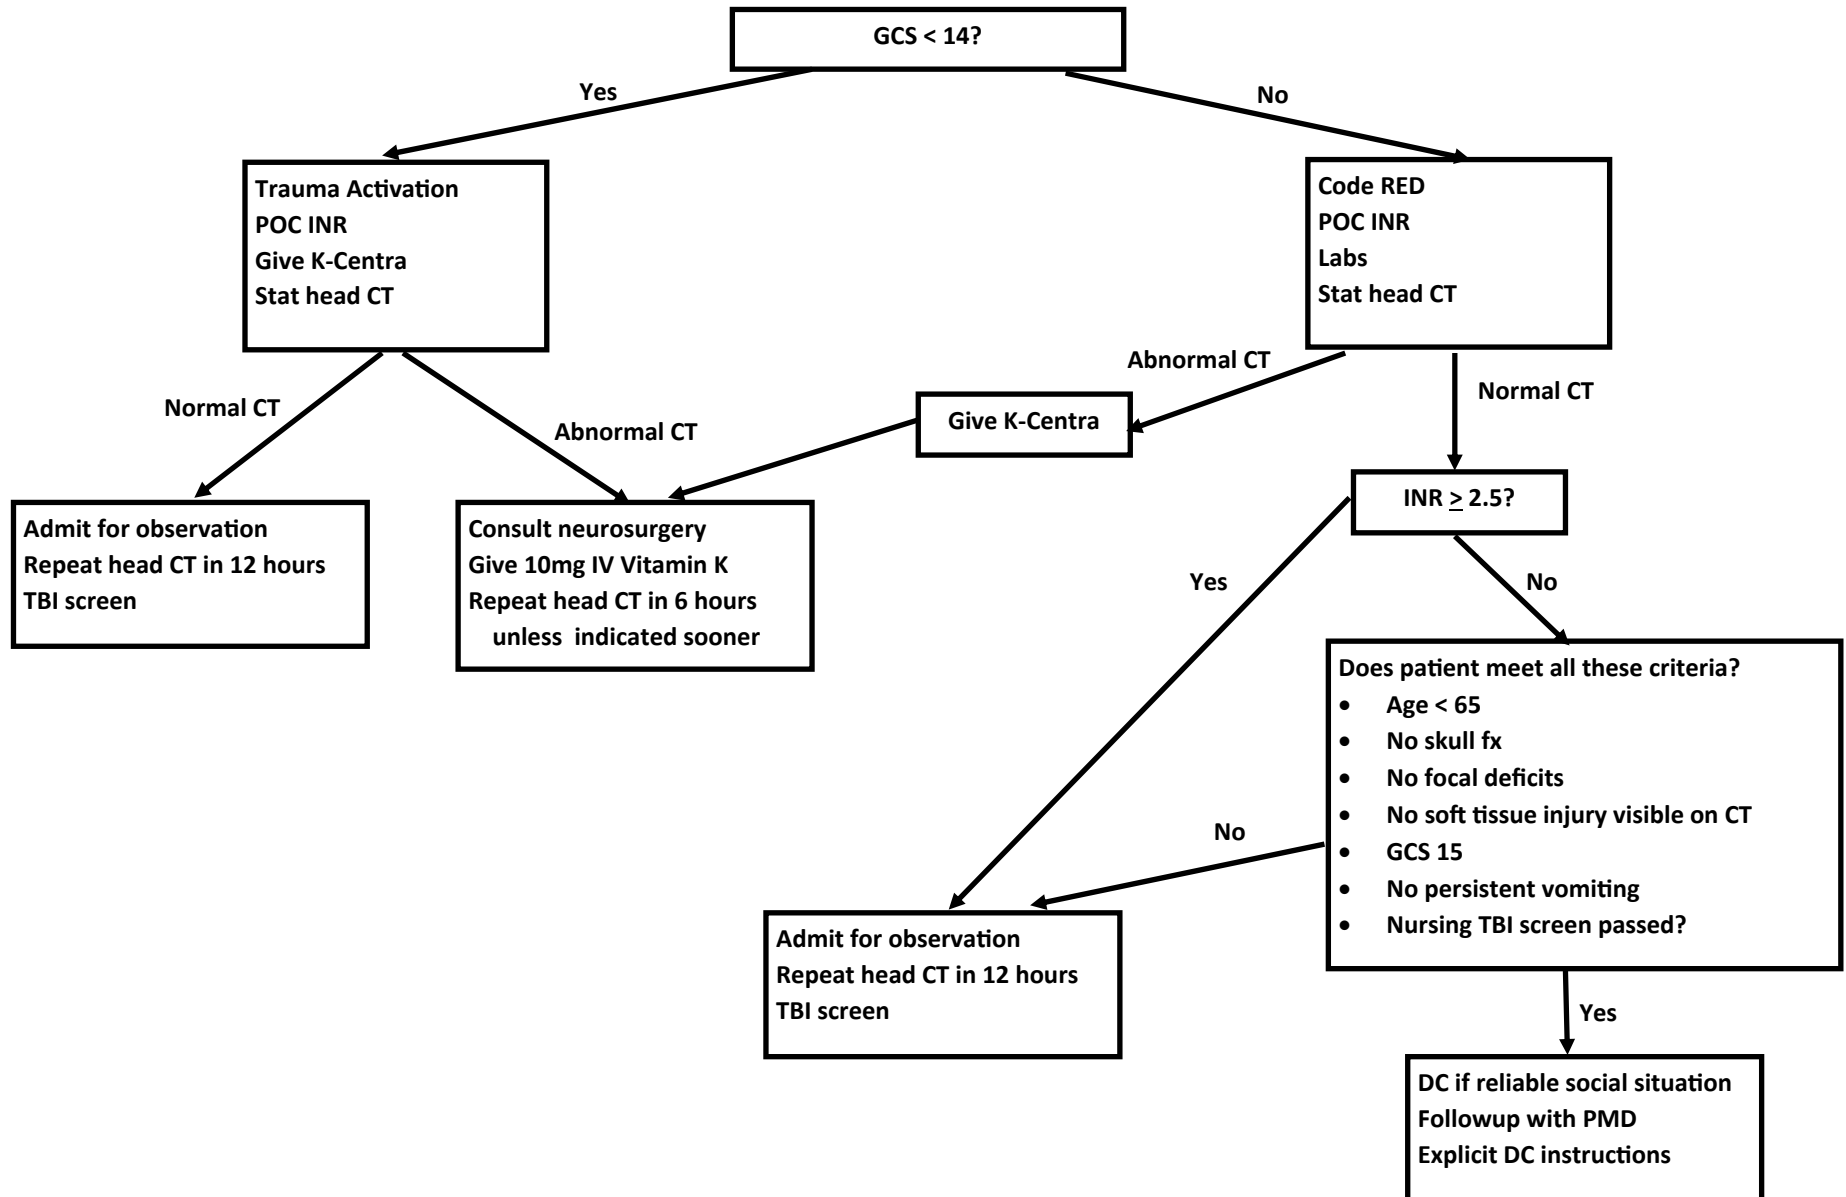 GCS < 14?
Yes
No
Trauma Activation
POC INR
Give K-Centra
Stat head CT
Code RED
POC INR
Labs
Stat head CT
Normal CT
Abnormal CT
Abnormal CT
Normal CT
Give K-Centra
Admit for observation
Repeat head CT in 12 hours
TBI screen
Consult neurosurgery
Give 10mg IV Vitamin K
Repeat head CT in 6 hours
unless indicated sooner
INR ≥ 2.5?
Yes
No
Does patient meet all these criteria?
• Age < 65
• No skull fx
• No focal deficits
• No soft tissue injury visible on CT
• GCS 15
• No persistent vomiting
• Nursing TBI screen passed?
No
Yes
Admit for observation
Repeat head CT in 12 hours
TBI screen
DC if reliable social situation
Followup with PMD
Explicit DC instructions